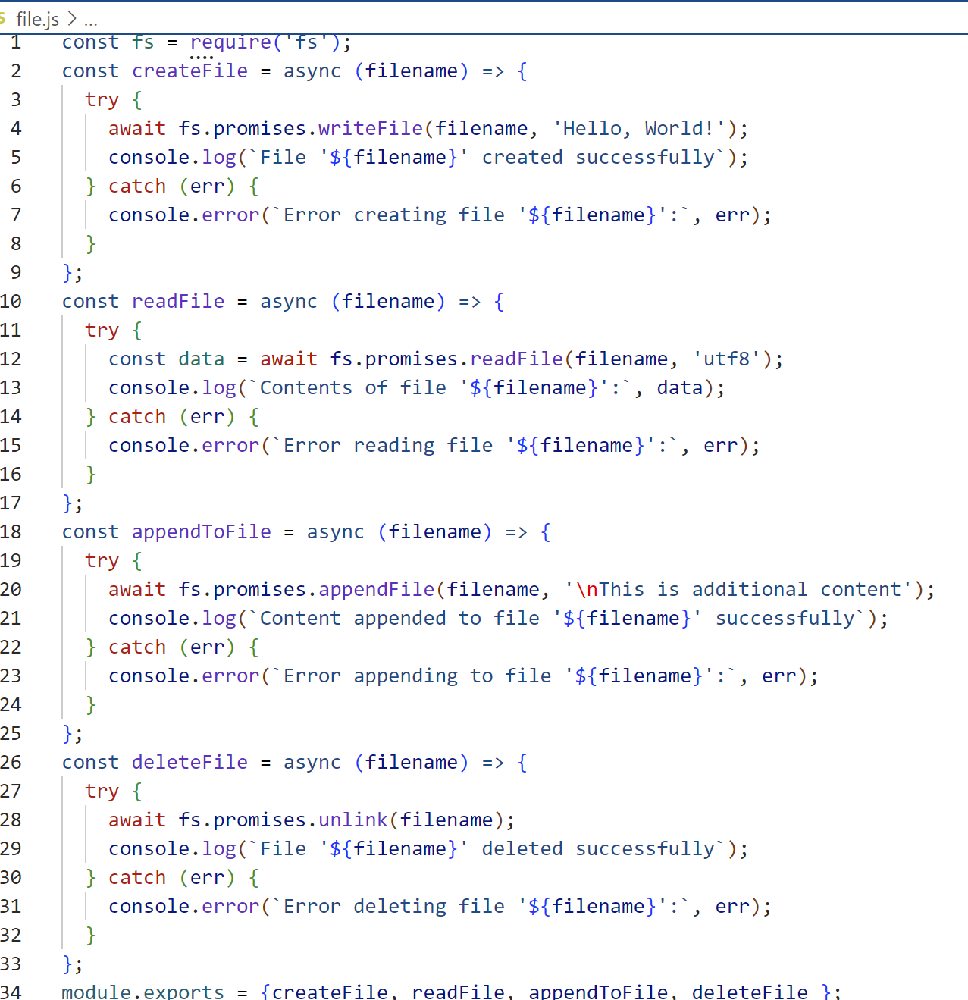 file.js > ...
1 const fs = require('fs');
2 const createFile = async (filename) => {
3   try {
4     await fs.promises.writeFile(filename, 'Hello, World!');
5     console.log(`File '${filename}' created successfully`);
6   } catch (err) {
7     console.error(`Error creating file '${filename}':`, err);
8   }
9 };
10 const readFile = async (filename) => {
11   try {
12     const data = await fs.promises.readFile(filename, 'utf8');
13     console.log(`Contents of file '${filename}':`, data);
14   } catch (err) {
15     console.error(`Error reading file '${filename}':`, err);
16   }
17 };
18 const appendToFile = async (filename) => {
19   try {
20     await fs.promises.appendFile(filename, '\nThis is additional content');
21     console.log(`Content appended to file '${filename}' successfully`);
22   } catch (err) {
23     console.error(`Error appending to file '${filename}':`, err);
24   }
25 };
26 const deleteFile = async (filename) => {
27   try {
28     await fs.promises.unlink(filename);
29     console.log(`File '${filename}' deleted successfully`);
30   } catch (err) {
31     console.error(`Error deleting file '${filename}':`, err);
32   }
33 };
34 module.exports = {createFile, readFile, appendToFile, deleteFile };